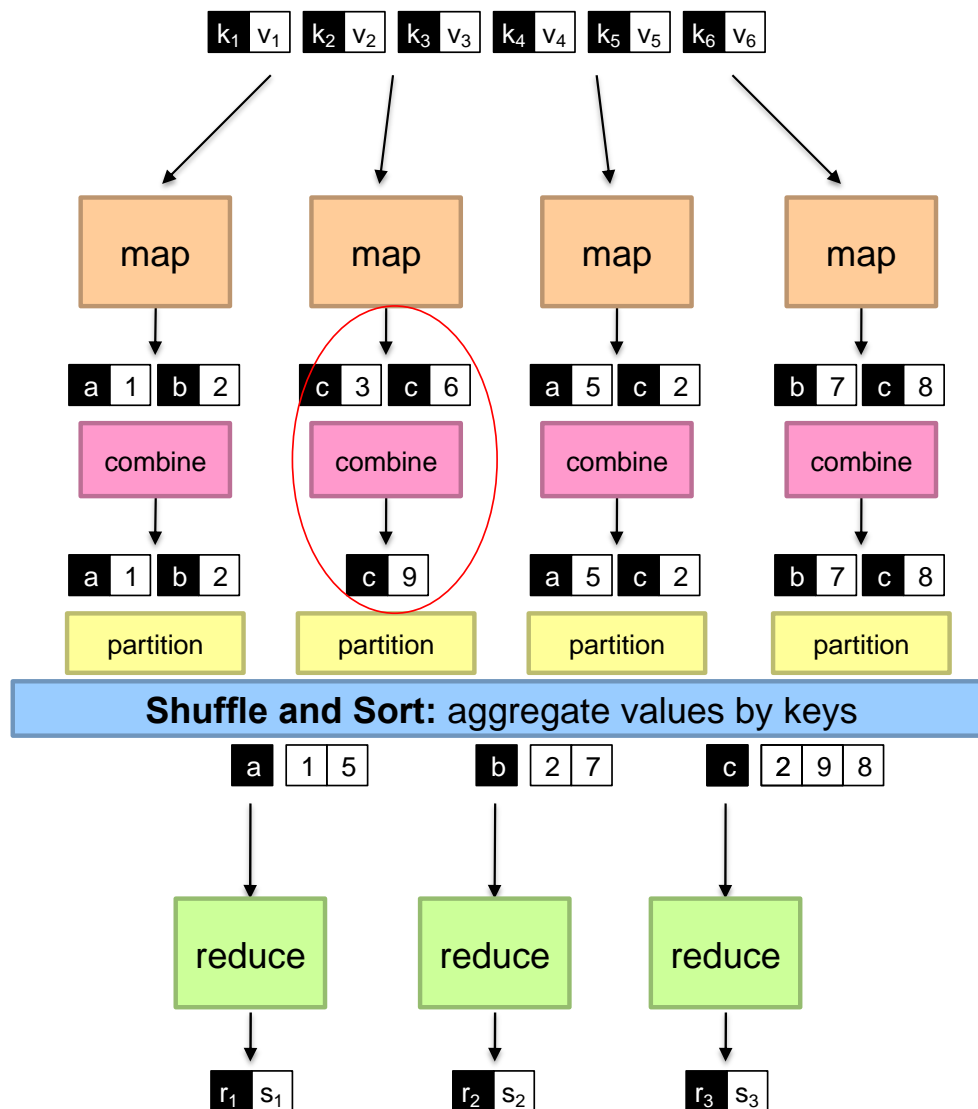 k₁ v₁ k₂ v₂ k₃ v₃ k₄ v₄ k₅ v₅ k₆ v₆
map map map map
a 1 b 2 c 3 c 6 a 5 c 2 b 7 c 8
combine combine combine combine
a 1 b 2 c 9 a 5 c 2 b 7 c 8
partition partition partition partition
Shuffle and Sort: aggregate values by keys
a 1 5 b 2 7 c 2 9 8
reduce reduce reduce
r₁ s₁ r₂ s₂ r₃ s₃